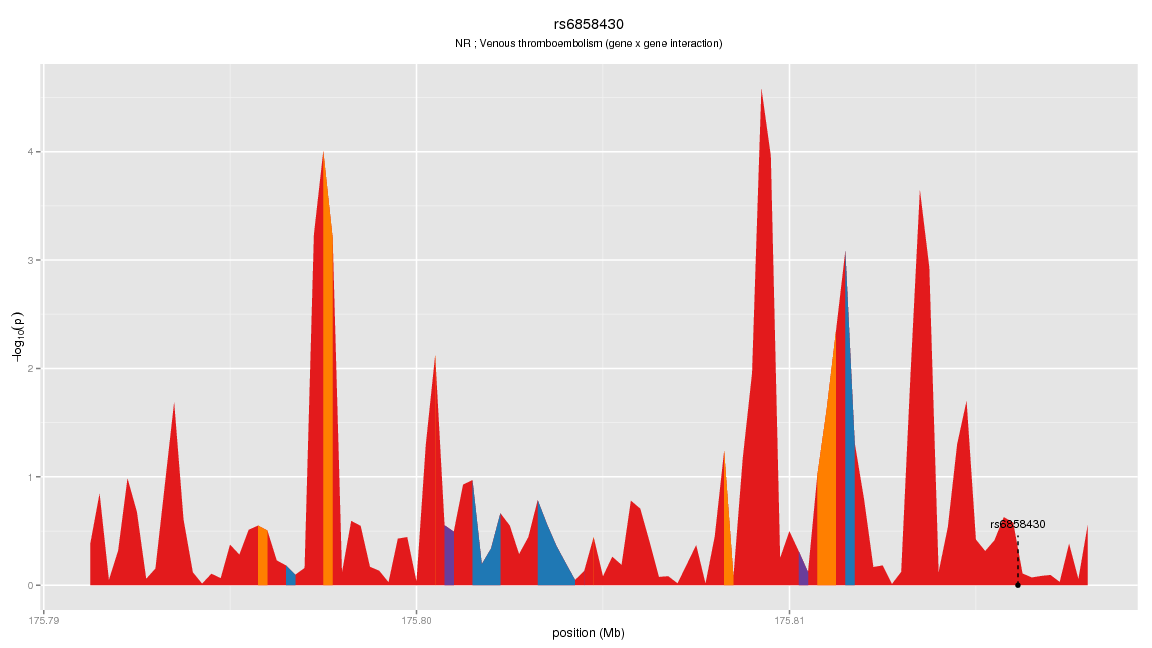 rs6858430
NR ; Venous thromboembolism (gene x gene interaction)
−log10(p)
4
3
2
1
0
rs6858430
175.79
175.80
175.81
position (Mb)